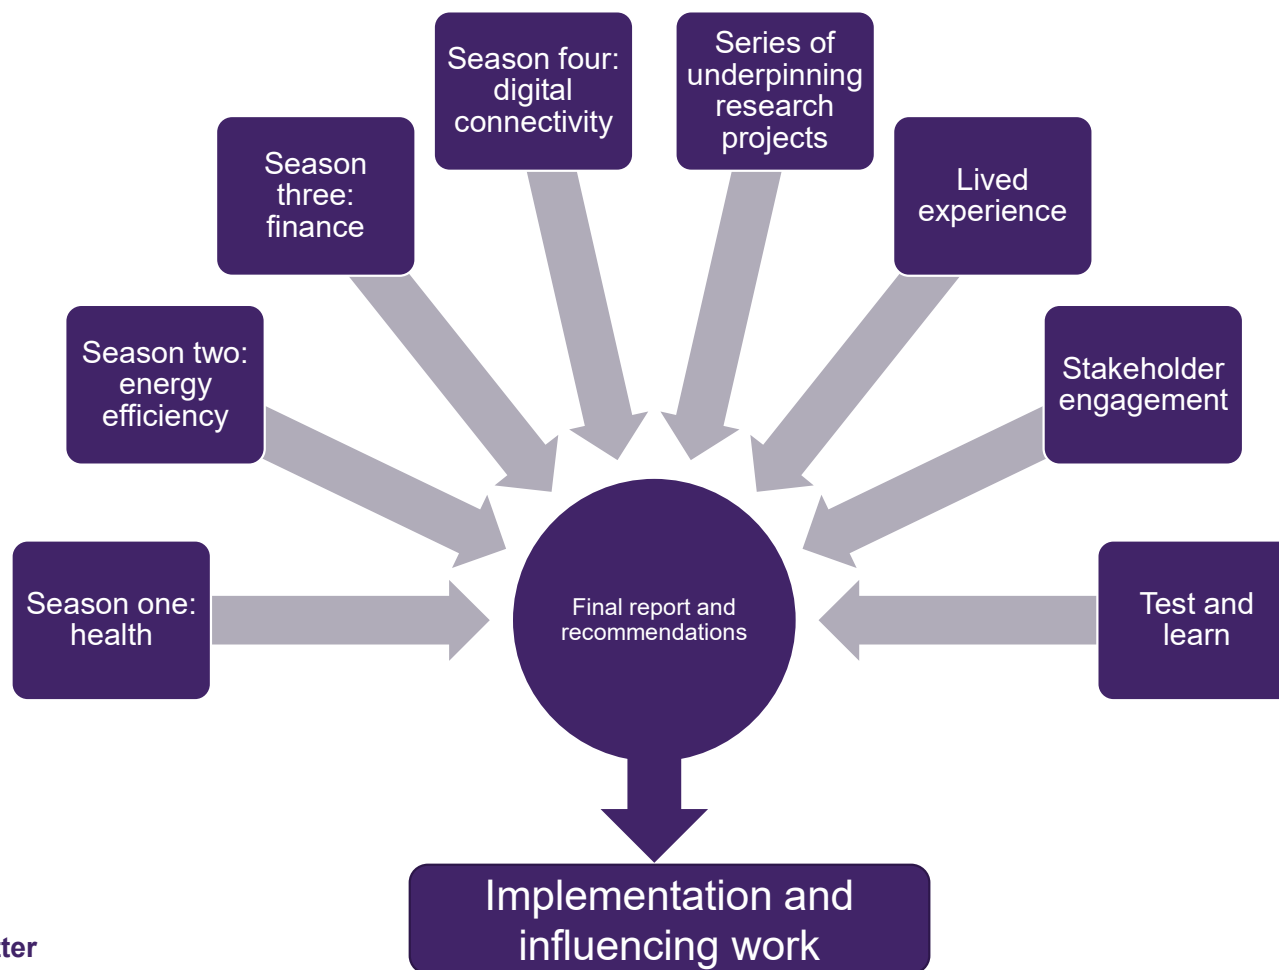 Season four:
digital
connectivity
Series of
underpinning
research
projects
Season
three:
finance
Lived
experience
Season two:
energy
efficiency
Stakeholder
engagement
Season one:
health
Final report and
recommendations
Test and
learn
Implementation and
influencing work
tter